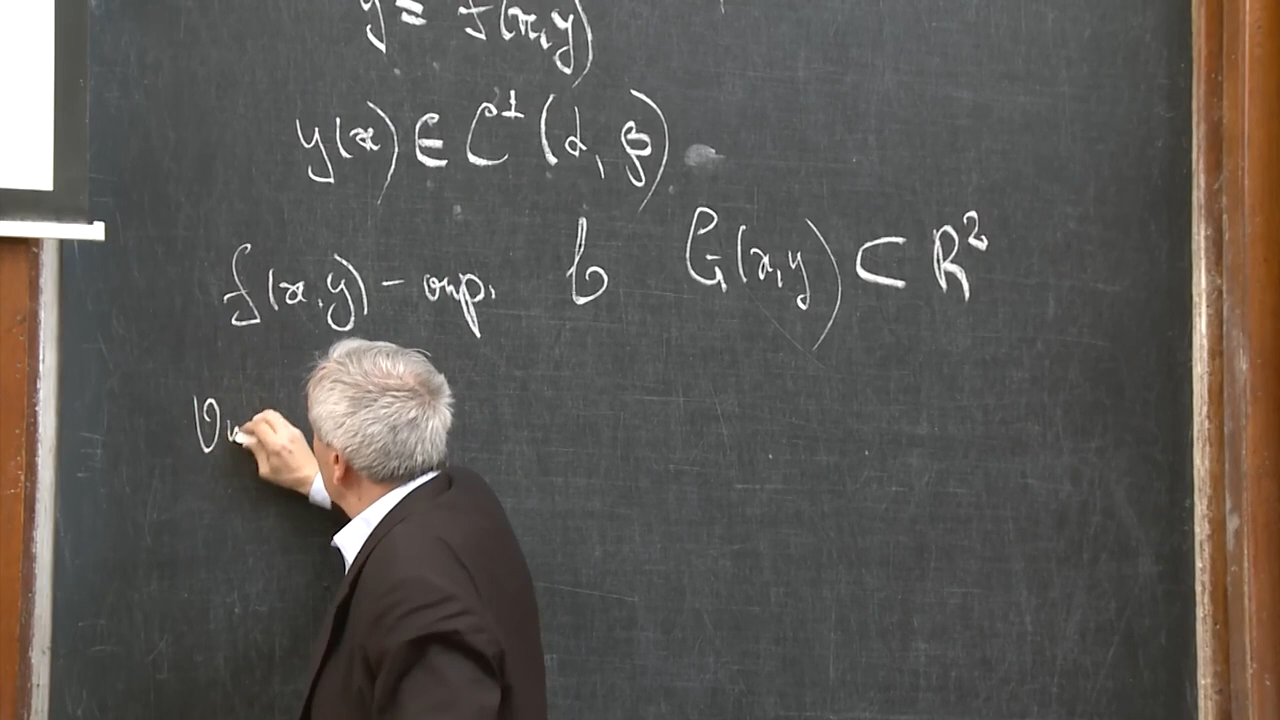 y = f(x,y)
y(x) ∈ C¹ (α, β)
f(x,y) - опр. в G(x,y) ⊂ R²